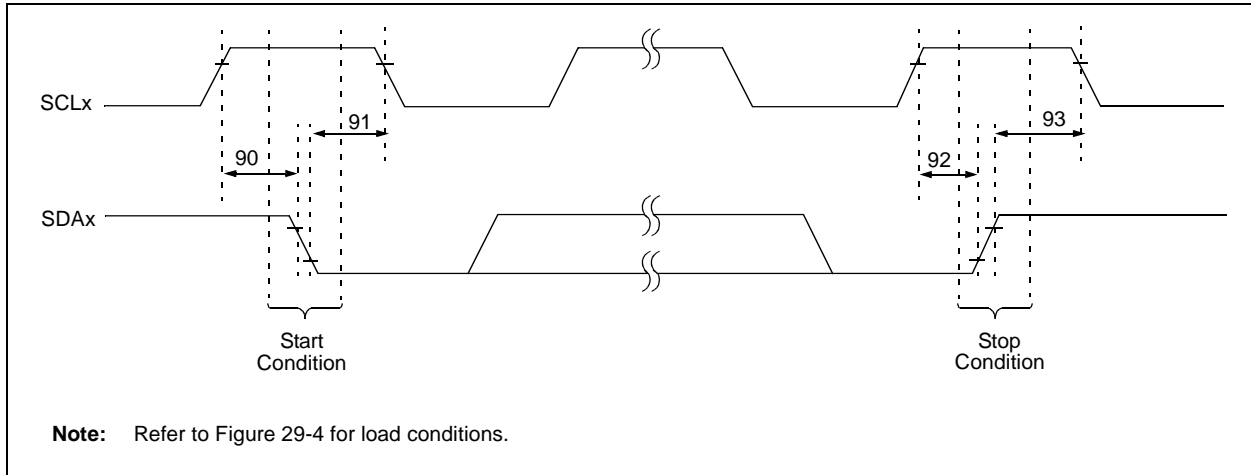 SCLx
91
93
90
92
SDAx
Start
Condition
Stop
Condition
Note: Refer to Figure 29-4 for load conditions.